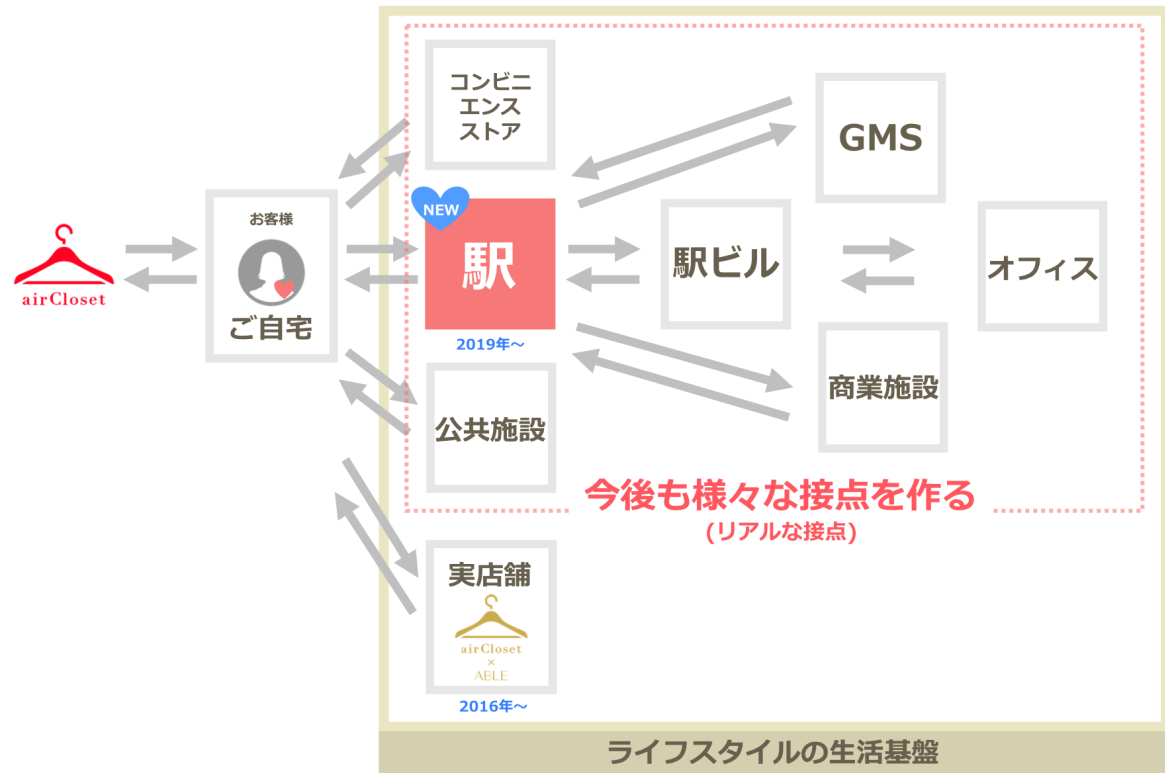 airCloset
お客様
ご自宅
コンビニ
エンス
ストア
NEW
駅
2019年～
公共施設
実店舗
airCloset
×
ABLE
2016年～
GMS
駅ビル
オフィス
商業施設
今後も様々な接点を作る
(リアルな接点)
ライフスタイルの生活基盤